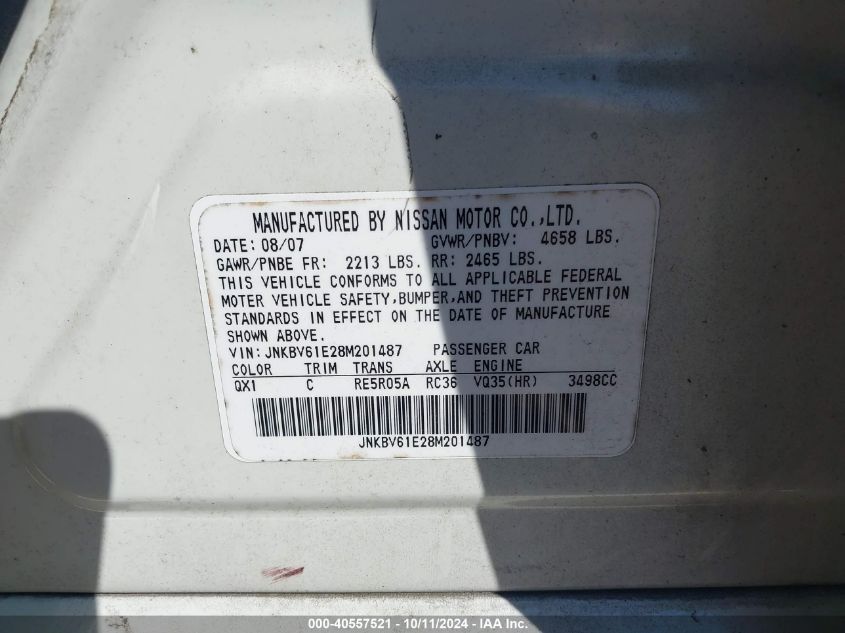 MANUFACTURED BY NISSAN MOTOR CO.,LTD.
DATE: 08/07 GVWR/PNBV: 4658 LBS.
GAWR/PNBE FR: 2213 LBS. RR: 2465 LBS.
THIS VEHICLE CONFORMS TO ALL APPLICABLE FEDERAL
MOTER VEHICLE SAFETY,BUMPER,AND THEFT PREVENTION
STANDARDS IN EFFECT ON THE DATE OF MANUFACTURE
SHOWN ABOVE.
VIN: JNKBV61E28M201487 PASSENGER CAR
COLOR TRIM TRANS AXLE ENGINE
QX1 C RE5R05A RC36 VQ35(HR) 3498CC
JNKBV61E28M201487
000-40557521 - 10/11/2024 - IAA Inc.